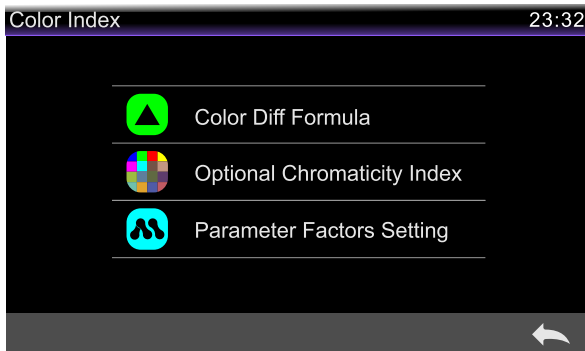 Color Index 23:32
Color Diff Formula
Optional Chromaticity Index
Parameter Factors Setting